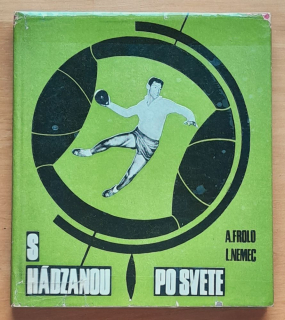 A.FROLO
I.NEMEC
S
HÁDZANOU PO SVETE